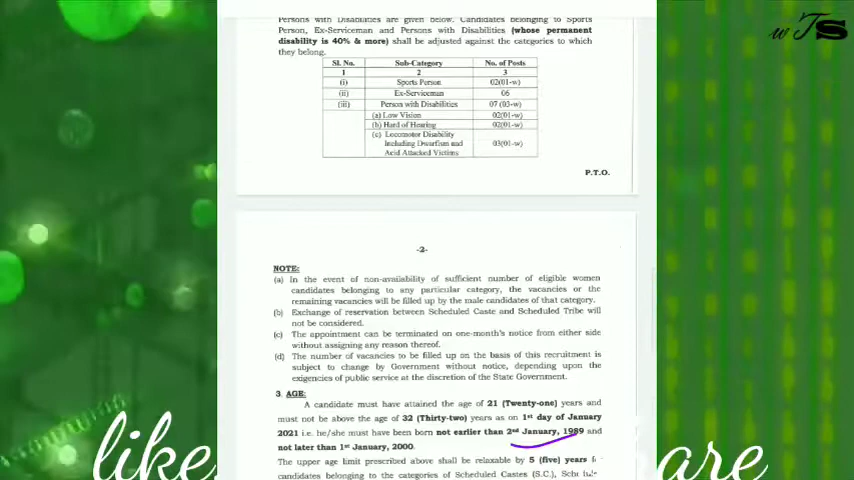 wTS
Persons with Disabilities are given below. Candidates belonging to Sports
Person, Ex-Serviceman and Persons with Disabilities (whose permanent
disability is 40% & more) shall be adjusted against the categories to which
they belong.
Sl. No. Sub-Category No. of Posts
1 2 3
(i) Sports Person 02(01-w)
(ii) Ex-Serviceman 06
(iii) Person with Disabilities 07 (03-w)
(a) Low Vision 02(01-w)
(b) Hard of Hearing 02(01-w)
(c) Locomotor Disability
Including Dwarfism and 03(01-w)
Acid Attacked Victims
P.T.O.
-2-
NOTE:
(a) In the event of non-availability of sufficient number of eligible women
candidates belonging to any particular category, the vacancies or the
remaining vacancies will be filled up by the male candidates of that category.
(b) Exchange of reservation between Scheduled Caste and Scheduled Tribe will
not be considered.
(c) The appointment can be terminated on one-month's notice from either side
without assigning any reason thereof.
(d) The number of vacancies to be filled up on the basis of this recruitment is
subject to change by Government without notice, depending upon the
exigencies of public service at the discretion of the State Government.
3. AGE:
A candidate must have attained the age of 21 (Twenty-one) years and
must not be above the age of 32 (Thirty-two) years as on 1st day of January
2021 i.e. he/she must have been born not earlier than 2nd January, 1989 and
not later than 1st January, 2000.
The upper age limit prescribed above shall be relaxable by 5 (five) years
candidates belonging to the categories of Scheduled Castes (S.C.),
like
are